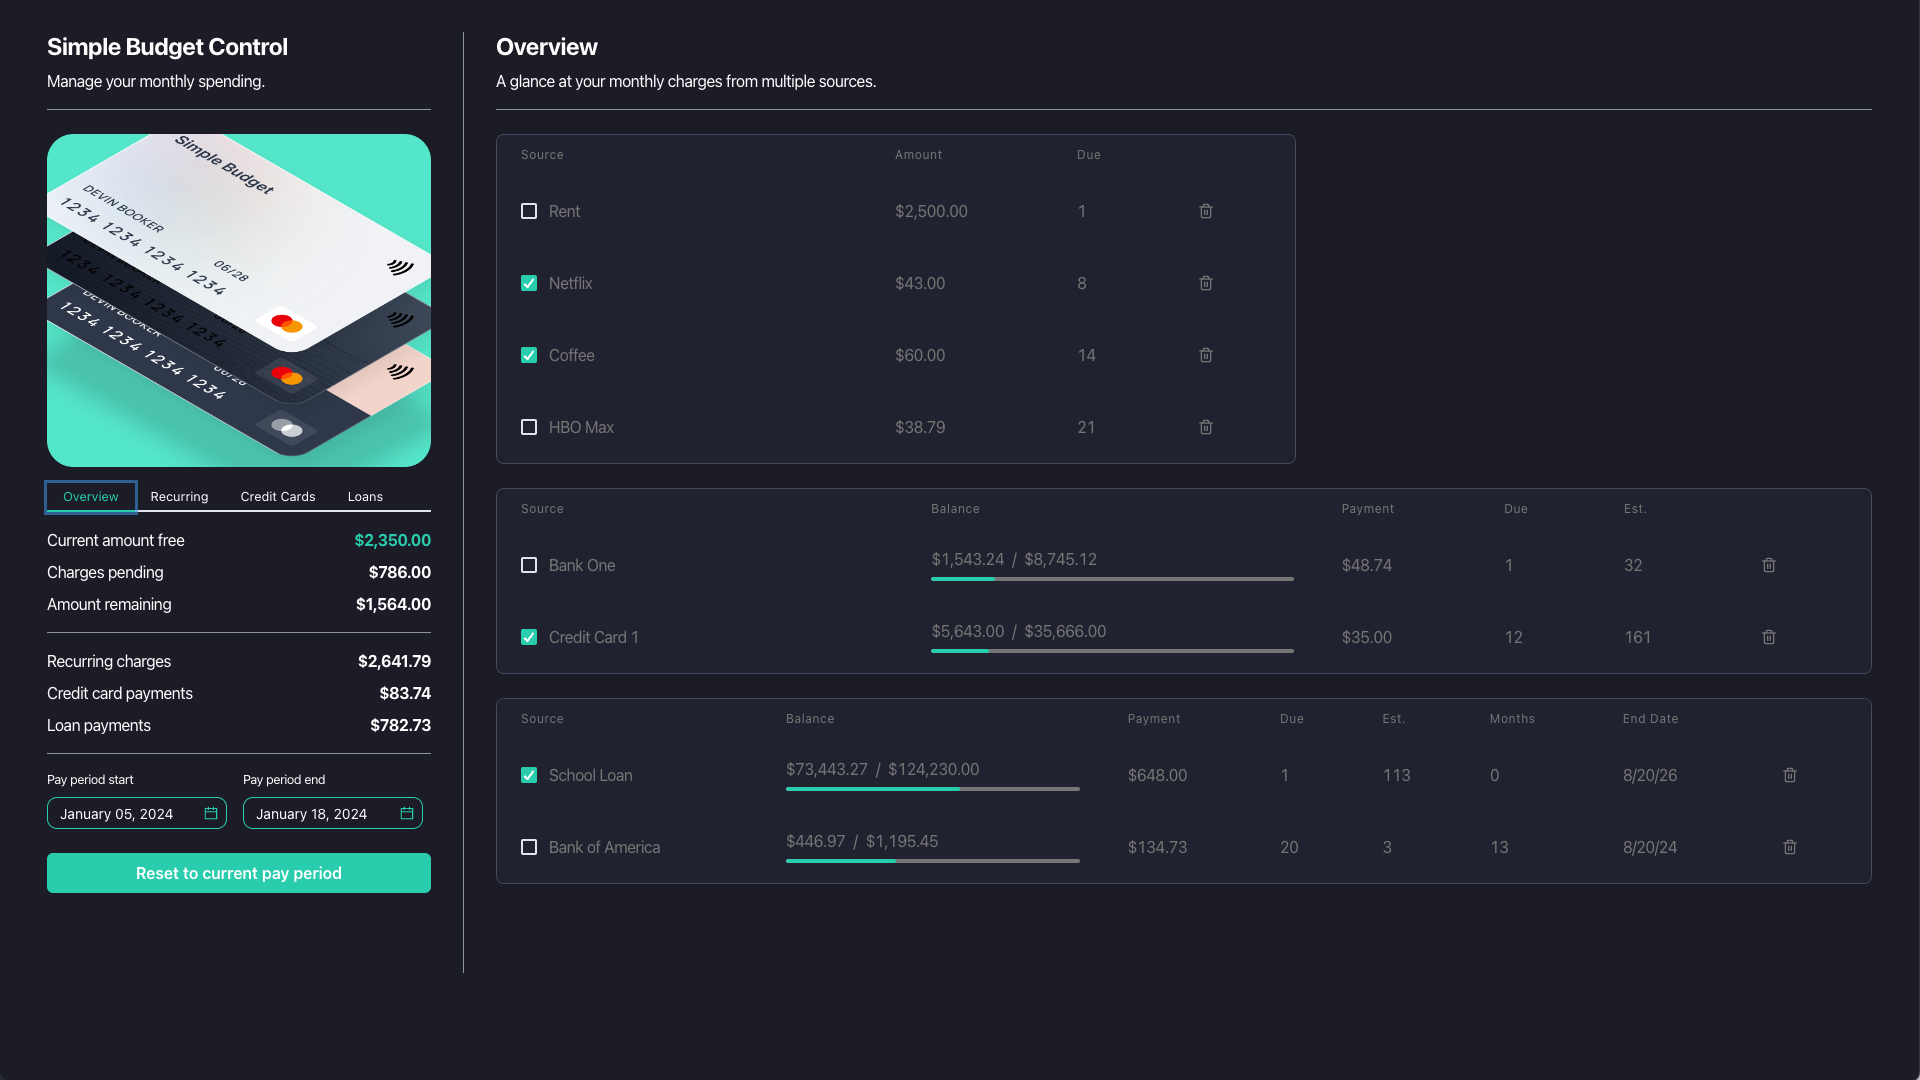 Simple Budget Control
Manage your monthly spending.
Simple Budget
DEVIN BOOKER
1234 1234 1234 1234
06/28
1234 1234 1234 1234
DEVIN BOOKER
06/28
1234 1234 1234 1234
Overview Recurring Credit Cards Loans
Current amount free $2,350.00
Charges pending $786.00
Amount remaining $1,564.00
Recurring charges $2,641.79
Credit card payments $83.74
Loan payments $782.73
Pay period start Pay period end
January 05, 2024 January 18, 2024
Reset to current pay period
Overview
A glance at your monthly charges from multiple sources.
Source Amount Due
Rent $2,500.00 1
Netflix $43.00 8
Coffee $60.00 14
HBO Max $38.79 21
Source Balance Payment Due Est.
Bank One $1,543.24 / $8,745.12 $48.74 1 32
Credit Card 1 $5,643.00 / $35,666.00 $35.00 12 161
Source Balance Payment Due Est. Months End Date
School Loan $73,443.27 / $124,230.00 $648.00 1 113 0 8/20/26
Bank of America $446.97 / $1,195.45 $134.73 20 3 13 8/20/24